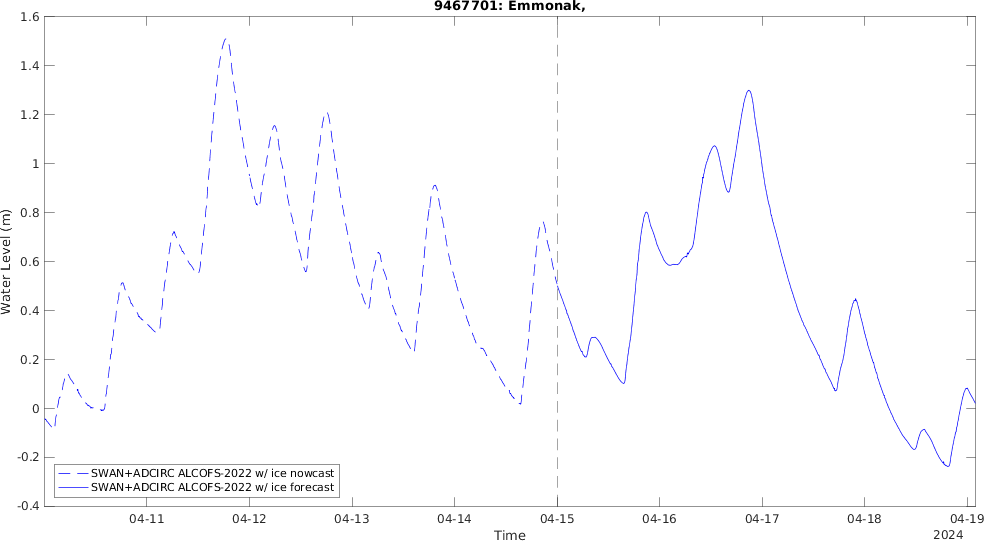 9467701: Emmonak,
1.6
1.4
1.2
1
0.8
0.6
0.4
0.2
0
-0.2
-0.4
Water Level (m)
SWAN+ADCIRC ALCOFS-2022 w/ ice nowcast
SWAN+ADCIRC ALCOFS-2022 w/ ice forecast
04-11 04-12 04-13 04-14 04-15 04-16 04-17 04-18 04-19
Time
2024